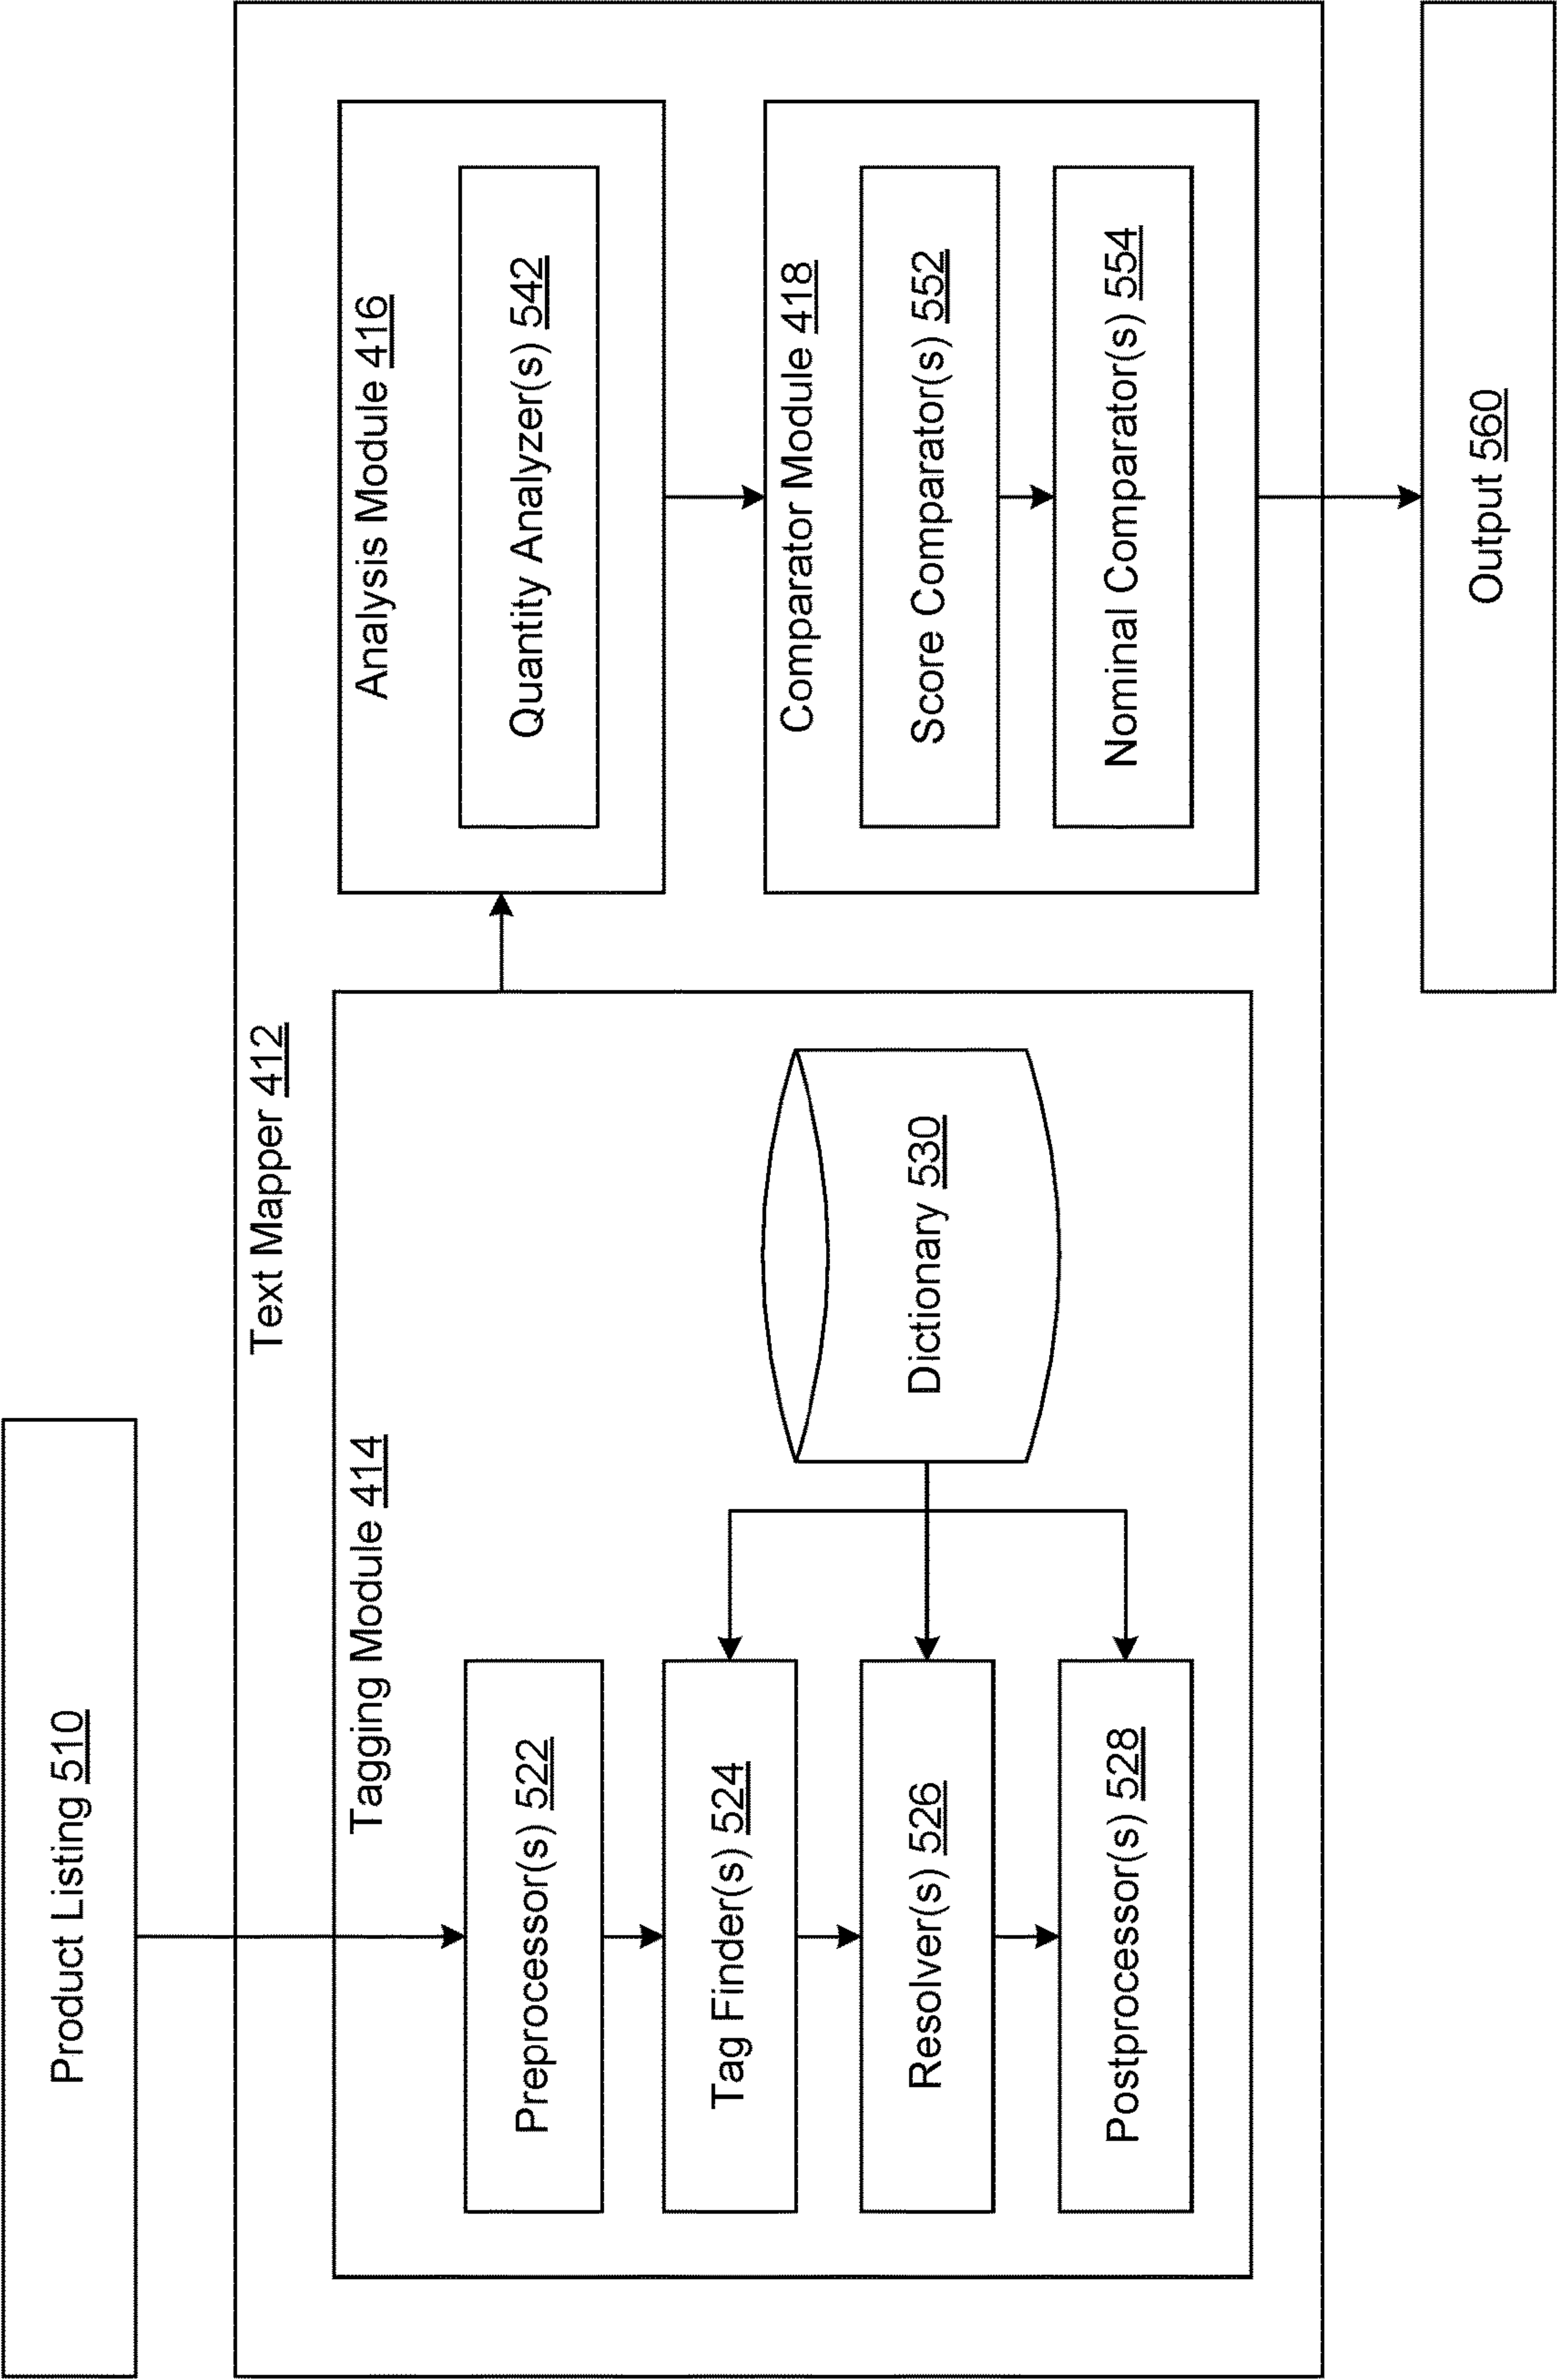 Product Listing 510
Text Mapper 412
Tagging Module 414
Preprocessor(s) 522
Tag Finder(s) 524
Resolver(s) 526
Postprocessor(s) 528
Dictionary 530
Analysis Module 416
Quantity Analyzer(s) 542
Comparator Module 418
Score Comparator(s) 552
Nominal Comparator(s) 554
Output 560